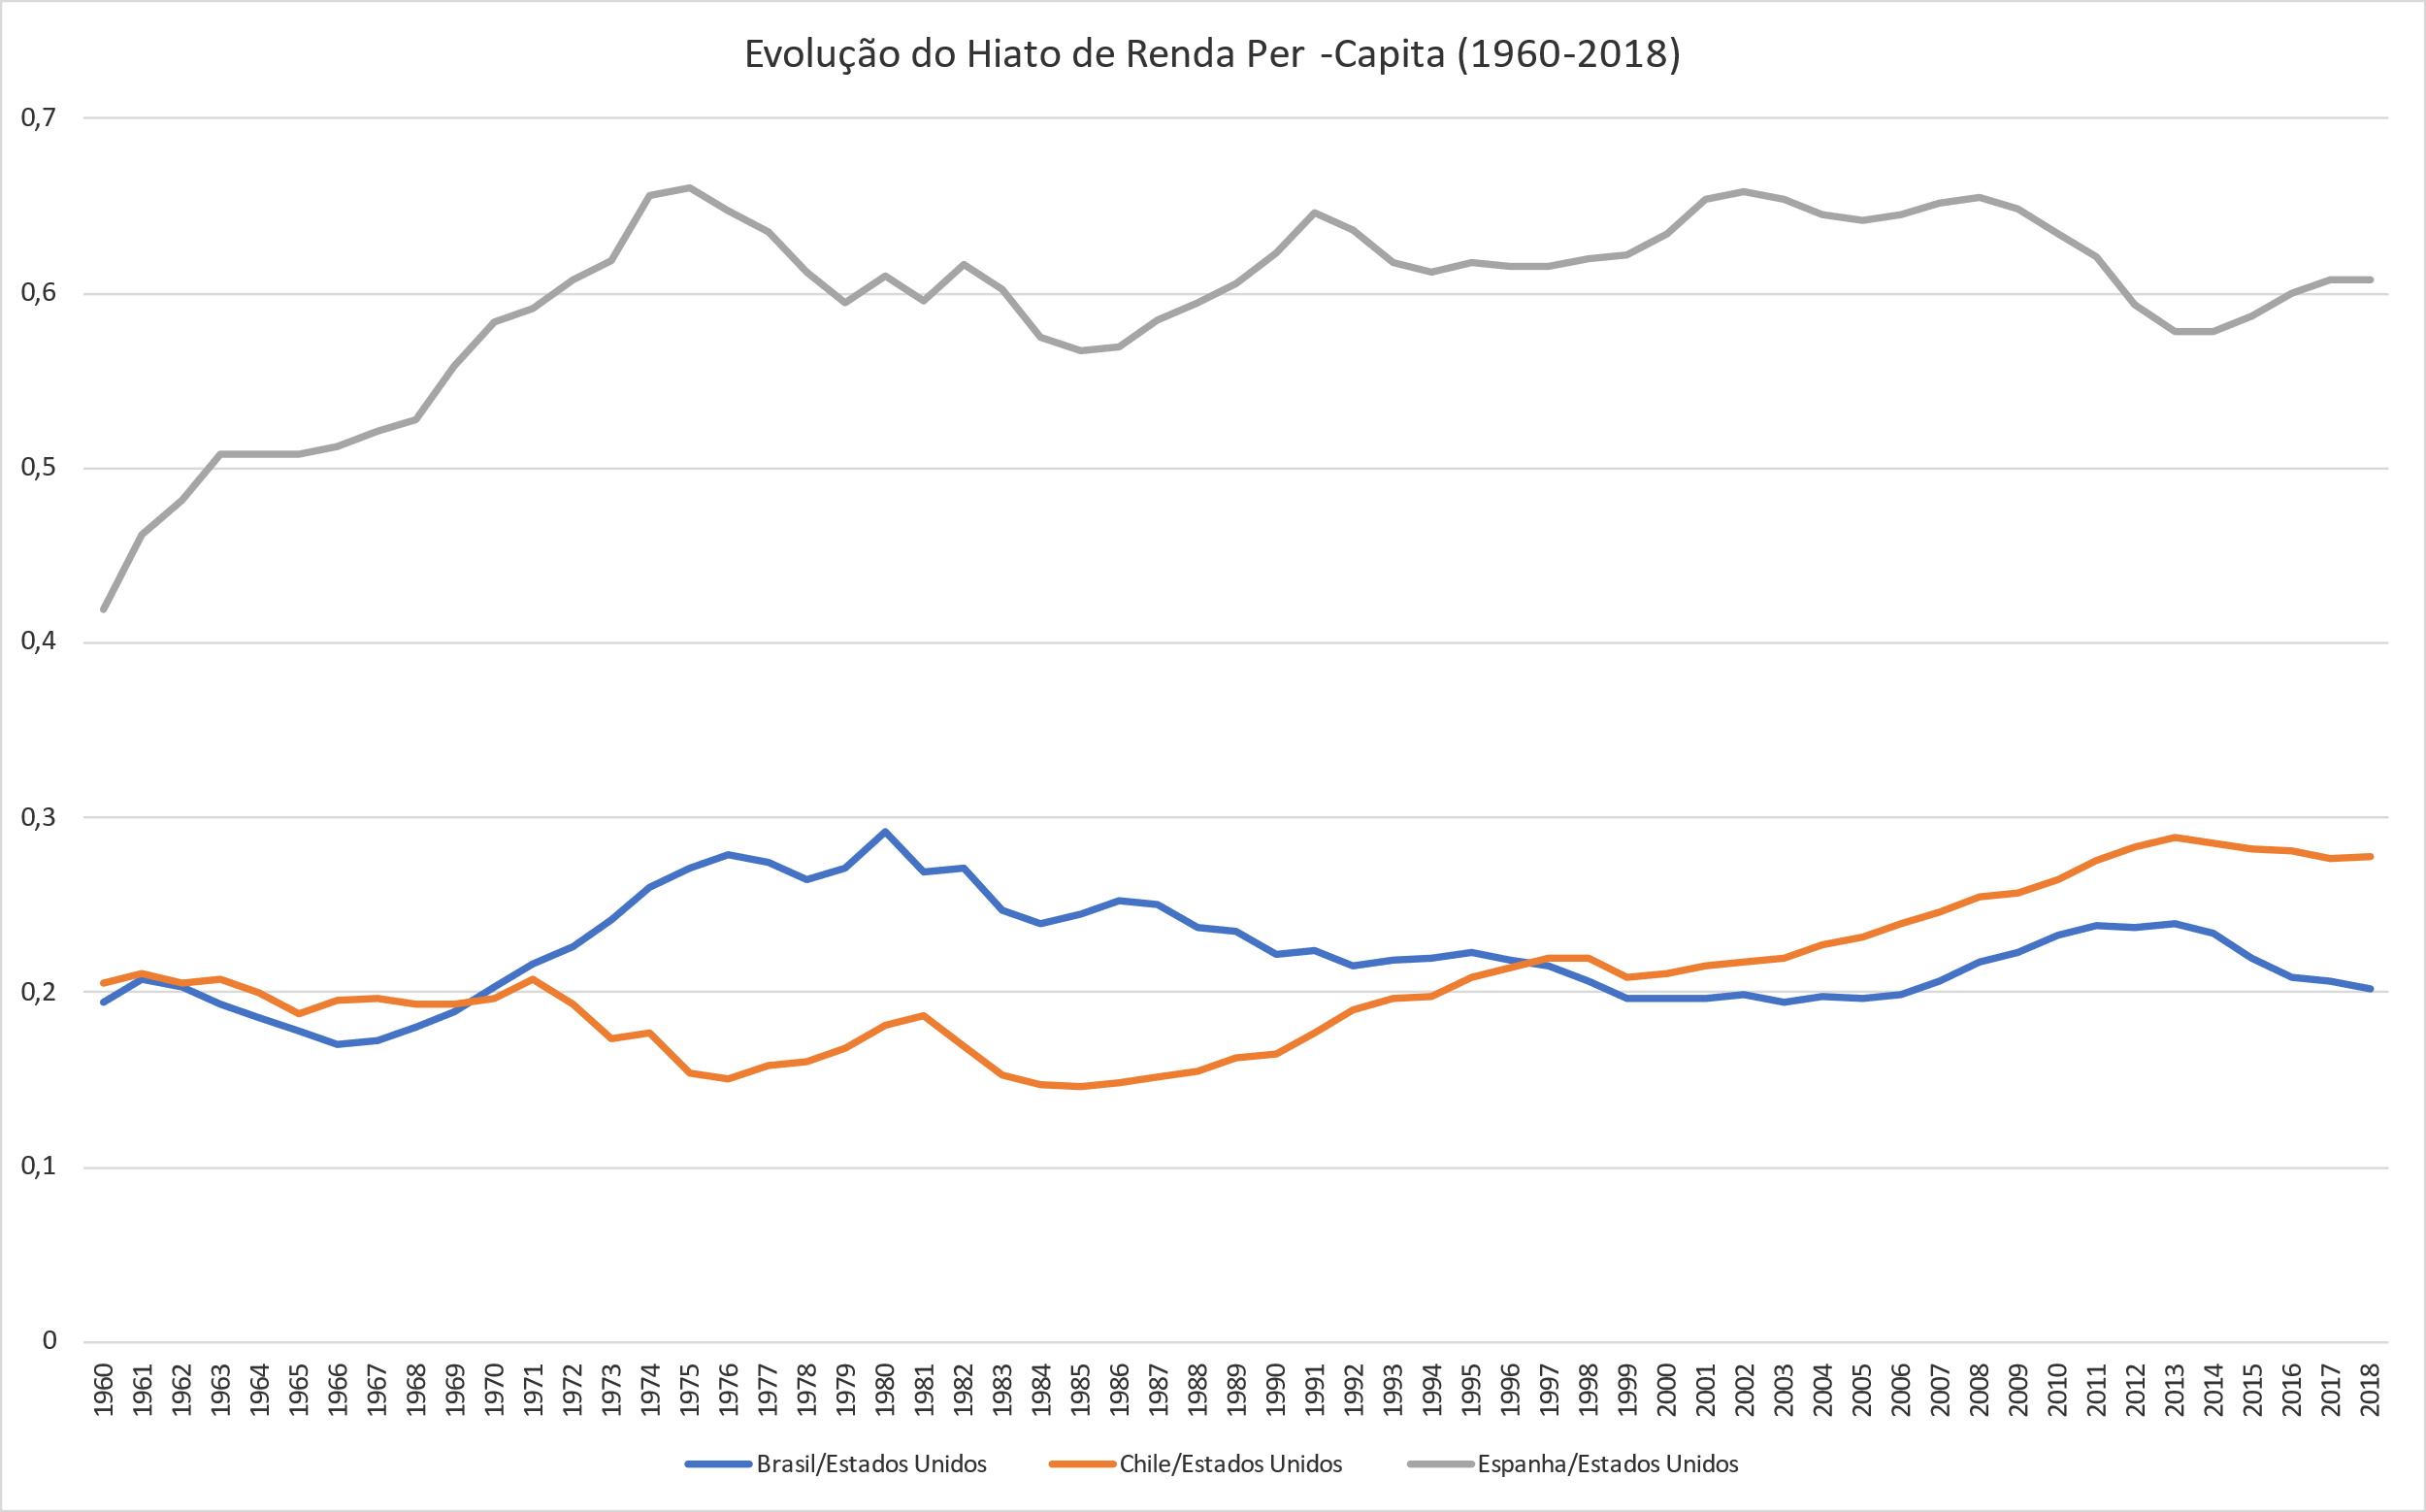 Evolução do Hiato de Renda Per -Capita (1960-2018)
0,7
0,6
0,5
0,4
0,3
0,2
0,1
0
1960 1961 1962 1963 1964 1965 1966 1967 1968 1969 1970 1971 1972 1973 1974 1975 1976 1977 1978 1979 1980 1981 1982 1983 1984 1985 1986 1987 1988 1989 1990 1991 1992 1993 1994 1995 1996 1997 1998 1999 2000 2001 2002 2003 2004 2005 2006 2007 2008 2009 2010 2011 2012 2013 2014 2015 2016 2017 2018
Brasil/Estados Unidos Chile/Estados Unidos Espanha/Estados Unidos